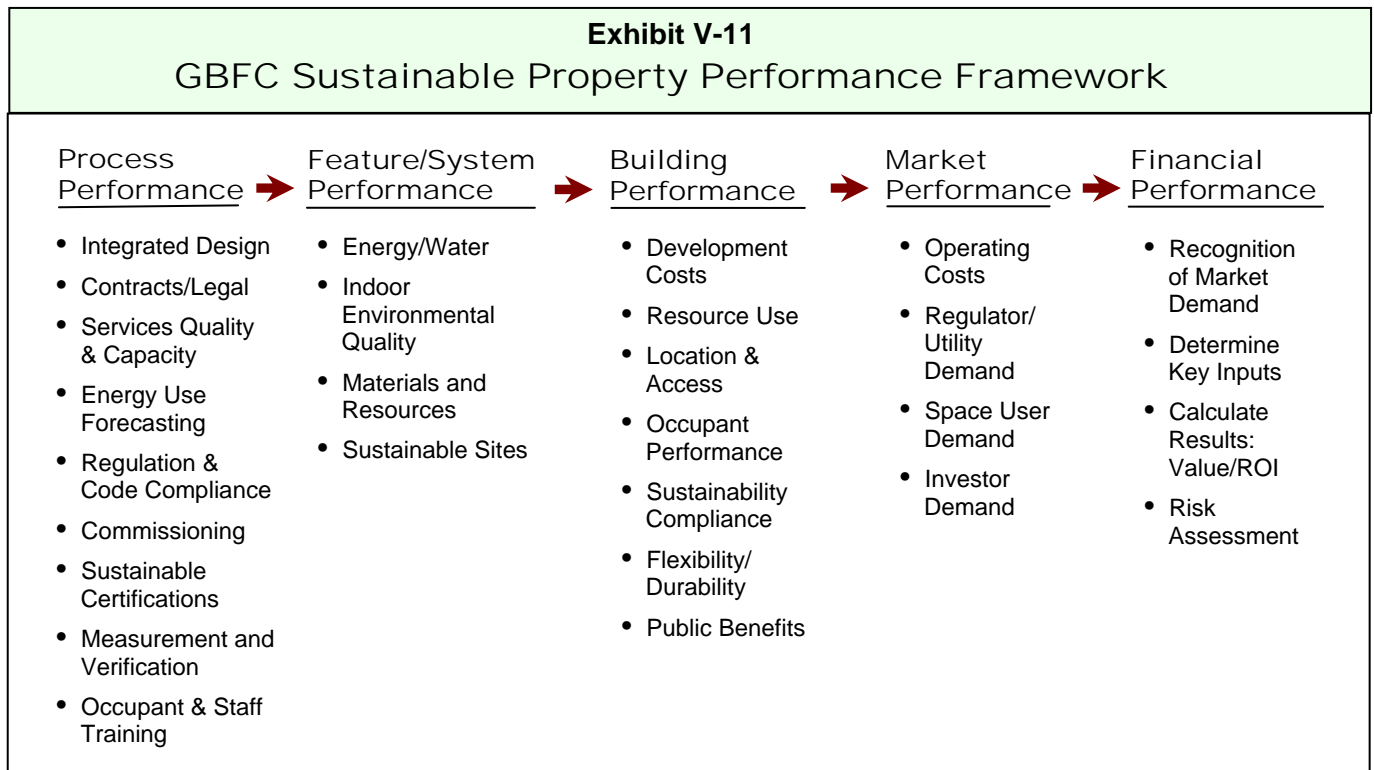 Exhibit V-11
GBFC Sustainable Property Performance Framework
Process
Performance
• Integrated Design
• Contracts/Legal
• Services Quality
& Capacity
• Energy Use
Forecasting
• Regulation &
Code Compliance
• Commissioning
• Sustainable
Certifications
• Measurement and
Verification
• Occupant & Staff
Training
Feature/System
Performance
• Energy/Water
• Indoor
Environmental
Quality
• Materials and
Resources
• Sustainable Sites
Building
Performance
• Development
Costs
• Resource Use
• Location &
Access
• Occupant
Performance
• Sustainability
Compliance
• Flexibility/
Durability
• Public Benefits
Market
Performance
• Operating
Costs
• Regulator/
Utility
Demand
• Space User
Demand
• Investor
Demand
Financial
Performance
• Recognition
of Market
Demand
• Determine
Key Inputs
• Calculate
Results:
Value/ROI
• Risk
Assessment